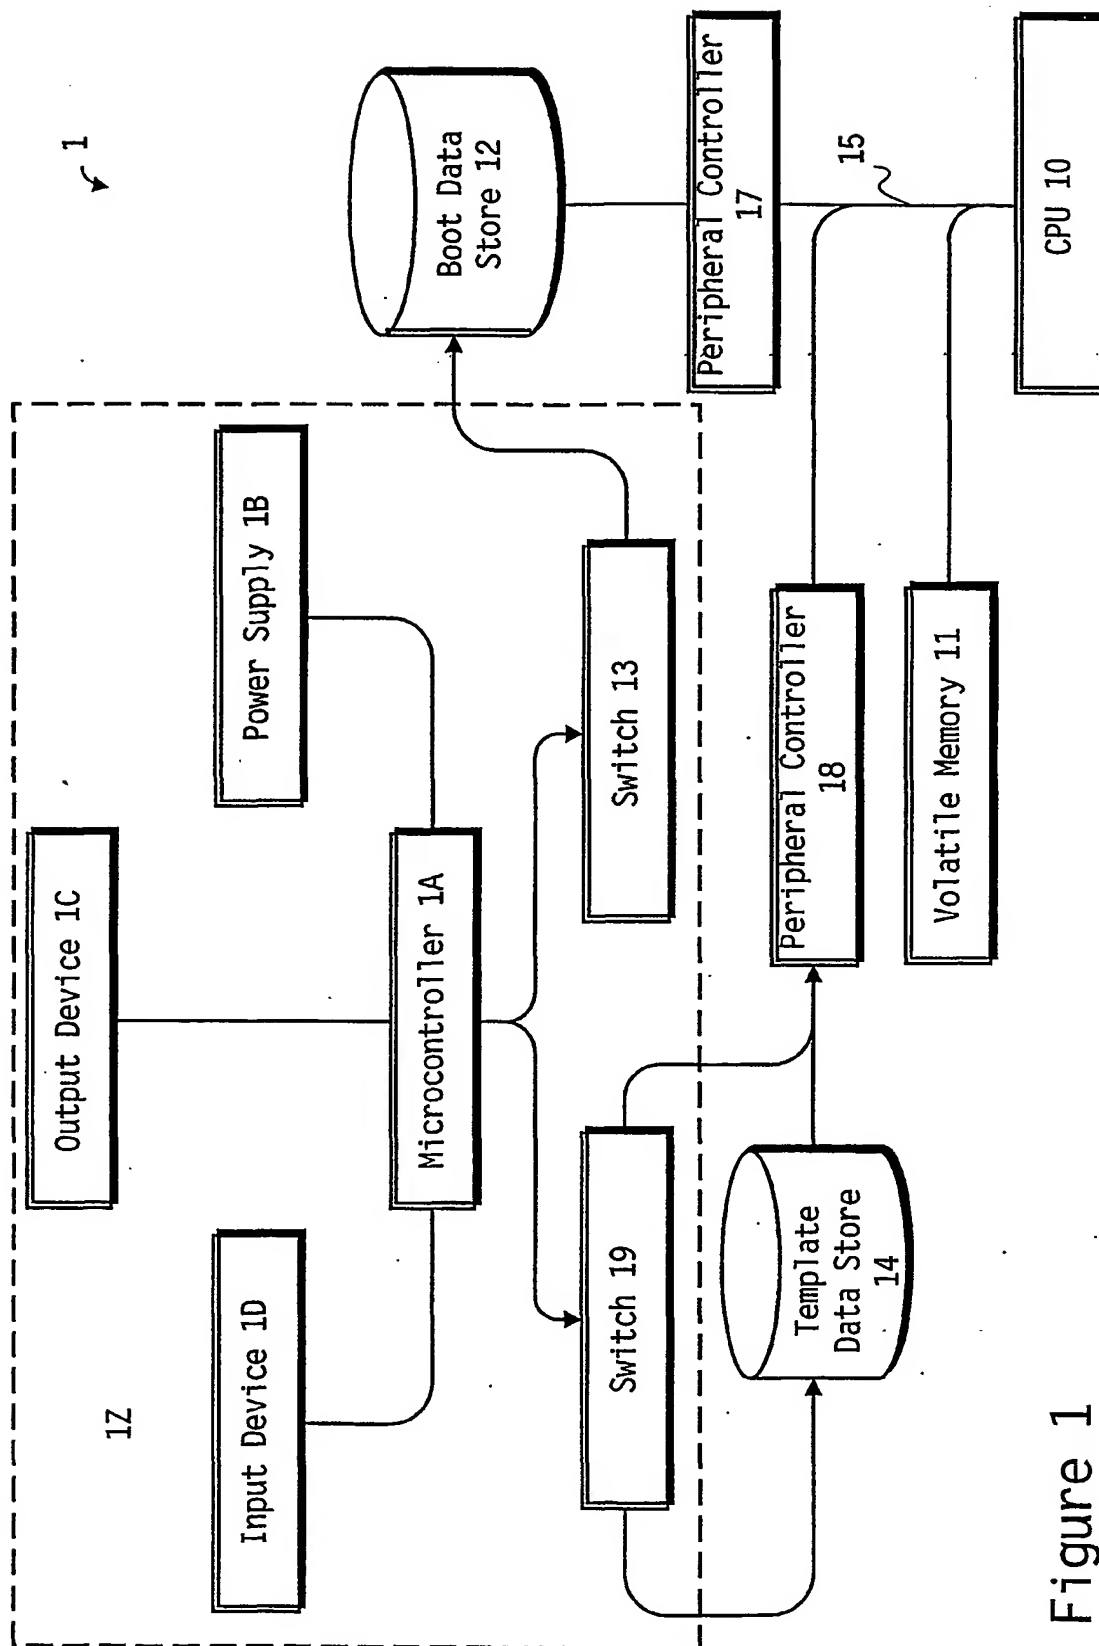 1
1Z
Output Device 1C
Input Device 1D
Power Supply 1B
Microcontroller 1A
Boot Data
Store 12
Switch 19
Switch 13
Peripheral Controller
17
Template
Data Store
14
Peripheral Controller
18
15
Volatile Memory 11
CPU 10
Figure 1